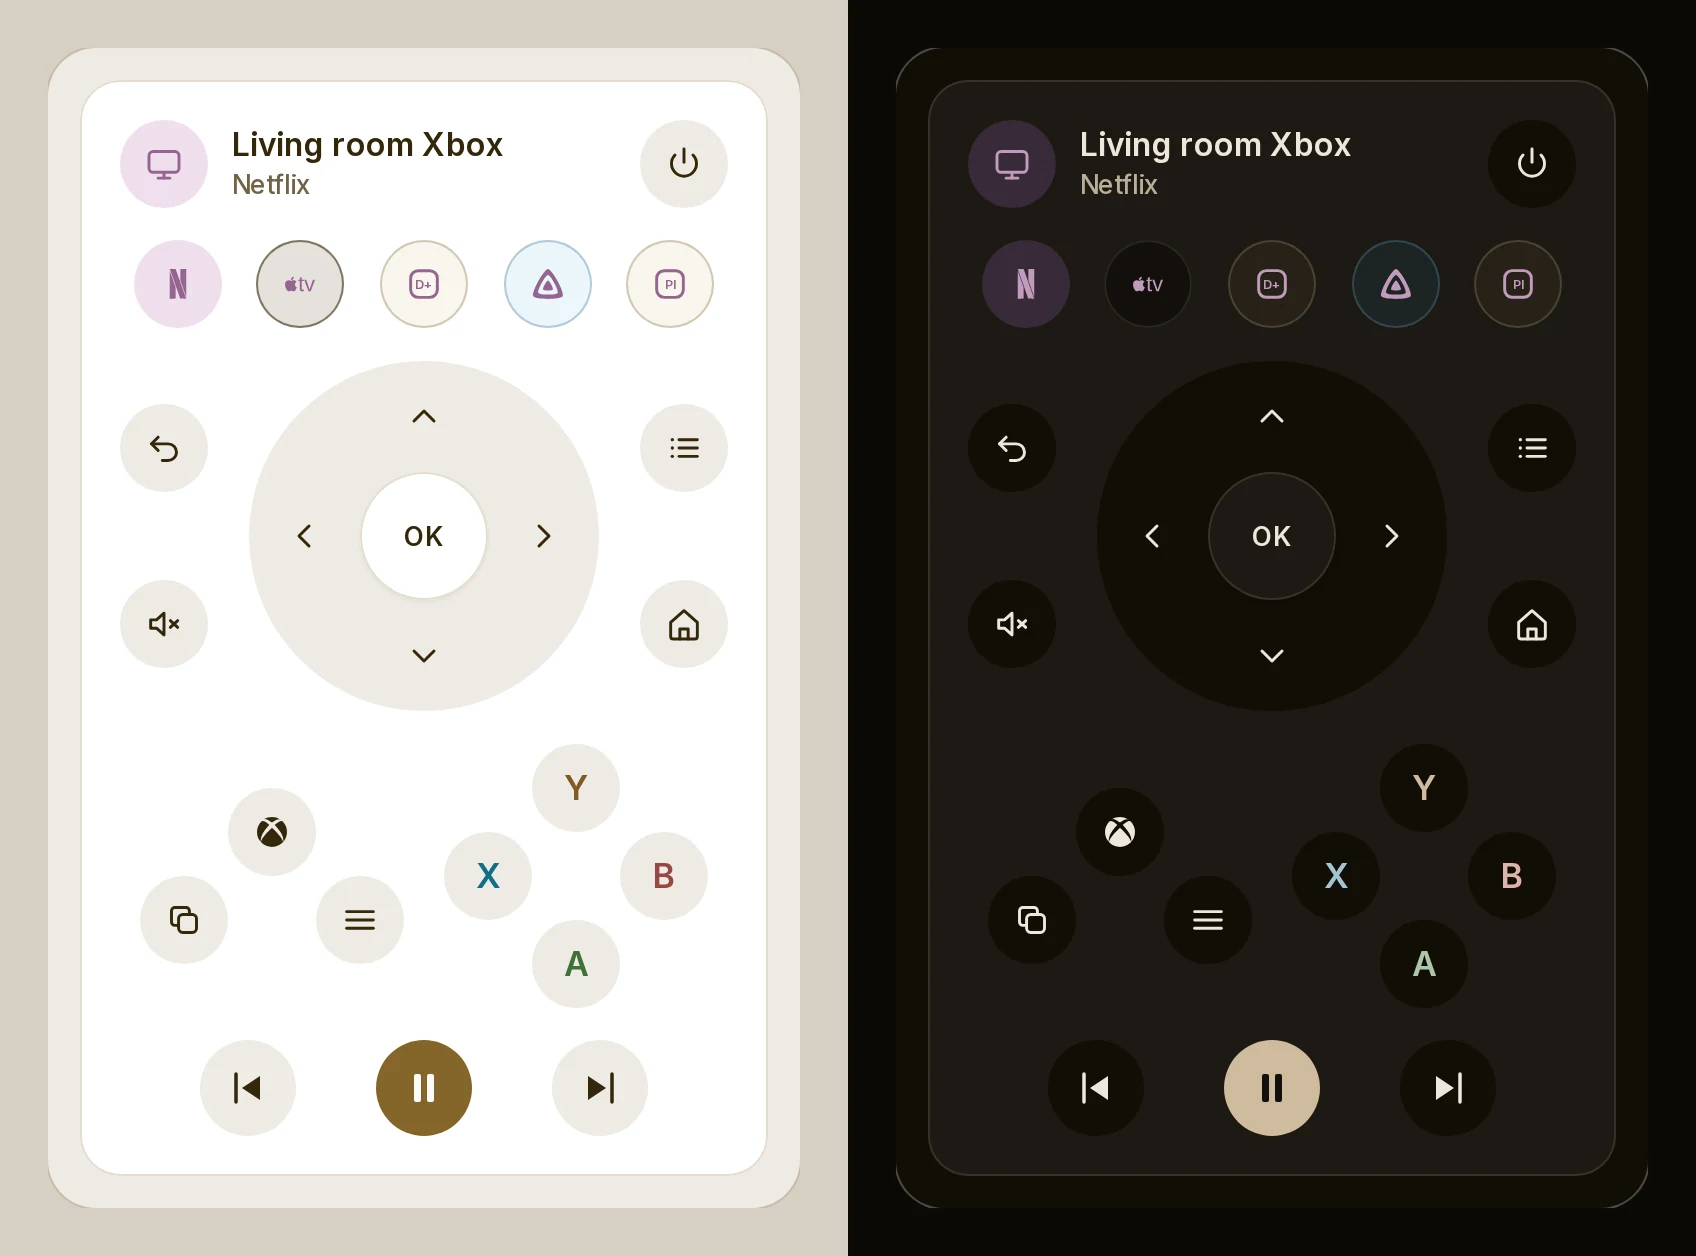 Living room Xbox
Netflix
N
tv
D+
PI
OK
Y
X
B
A
Living room Xbox
Netflix
N
tv
D+
PI
OK
Y
X
B
A